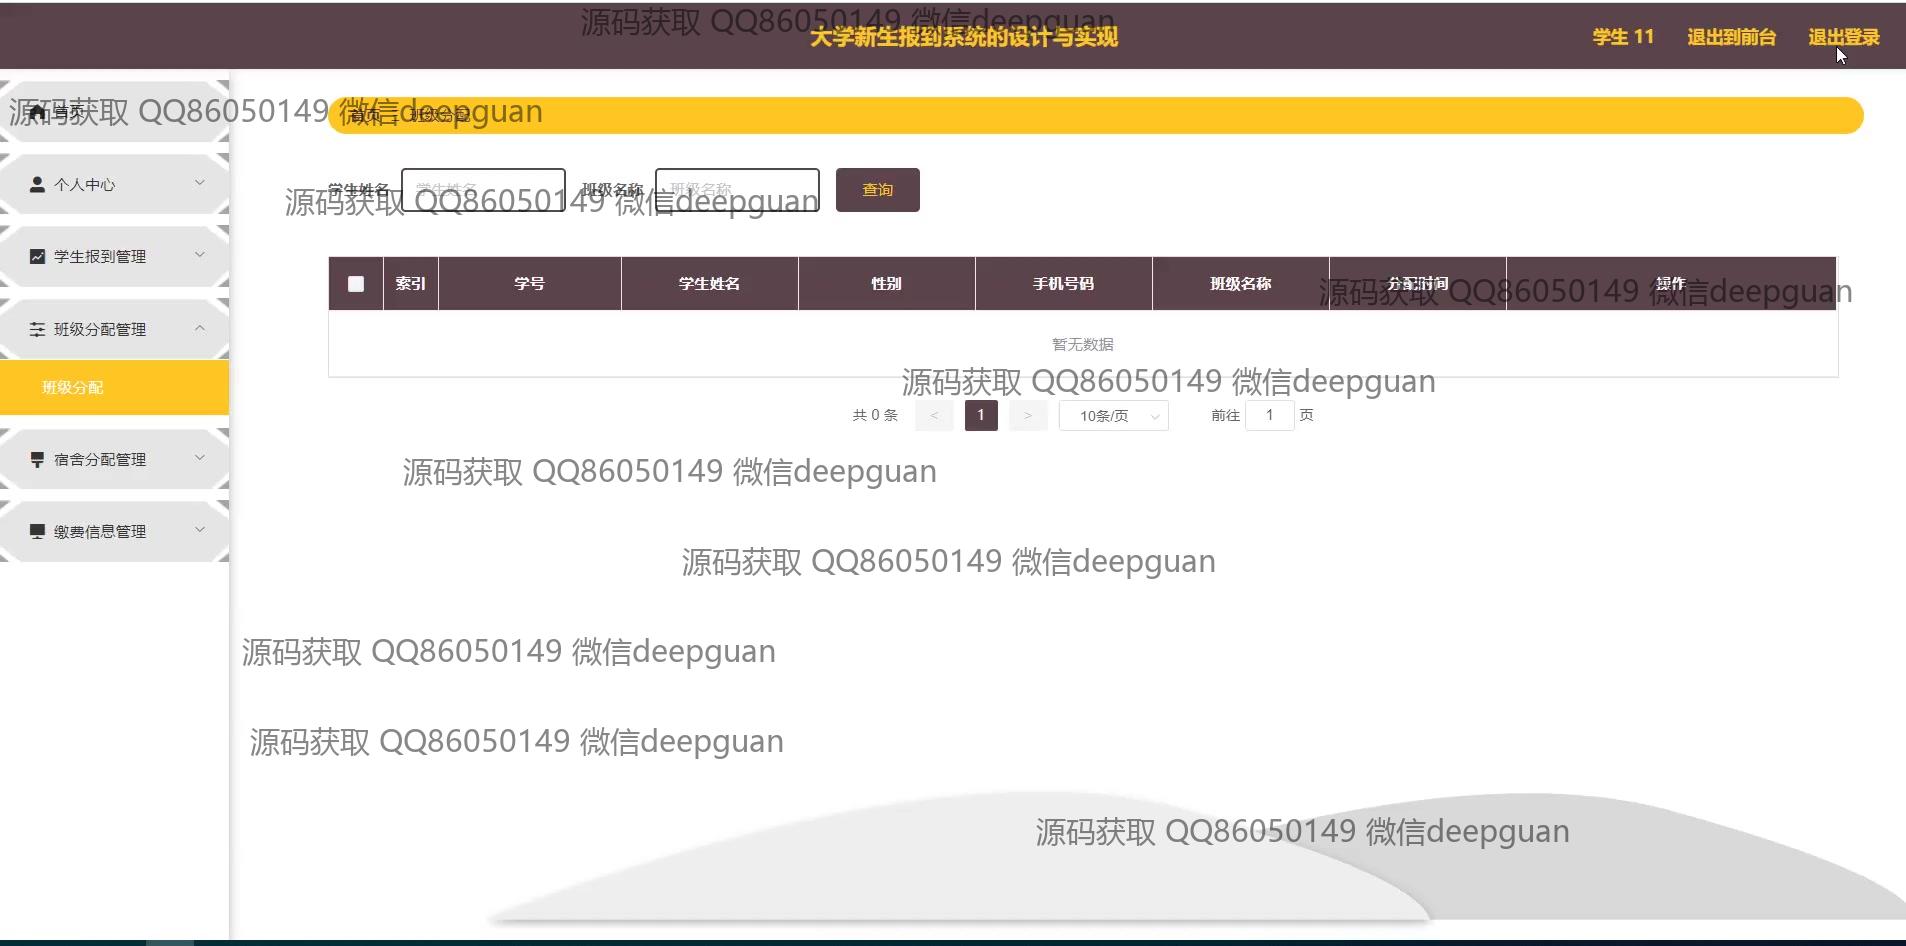 源码获取 QQ86050149 微信deepguan
大学新生报到系统的设计与实现
学生 11
退出到前台
退出登录
源码获取 QQ86050149 微信deepguan
首页
首页
班级分配
个人中心
学生姓名
学生姓名
班级名称
班级名称
查询
源码获取 QQ86050149 微信deepguan
学生报到管理
索引
学号
学生姓名
性别
手机号码
班级名称
分配时间
操作
源码获取 QQ86050149 微信deepguan
班级分配管理
暂无数据
班级分配
源码获取 QQ86050149 微信deepguan
共 0 条
<
1
>
10条/页
前往
1
页
宿舍分配管理
源码获取 QQ86050149 微信deepguan
缴费信息管理
源码获取 QQ86050149 微信deepguan
源码获取 QQ86050149 微信deepguan
源码获取 QQ86050149 微信deepguan
源码获取 QQ86050149 微信deepguan